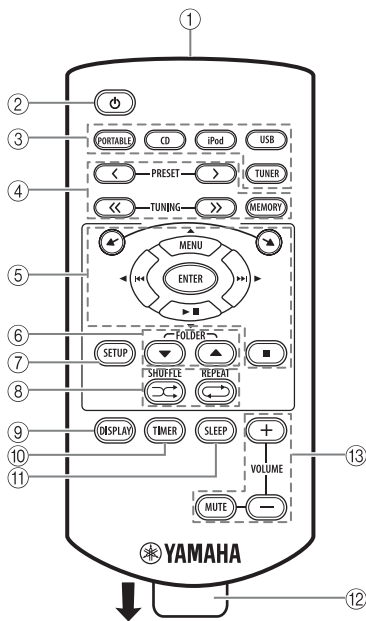 ①
②
③ PORTABLE CD iPod USB
TUNER
④ < PRESET >
<< TUNING >> MEMORY
⑤ MENU
ENTER
⑥ FOLDER
⑦ SETUP
SHUFFLE REPEAT
⑧
⑨ DISPLAY TIMER SLEEP
⑩
⑪
+
VOLUME ⑬
MUTE −
YAMAHA
⑫